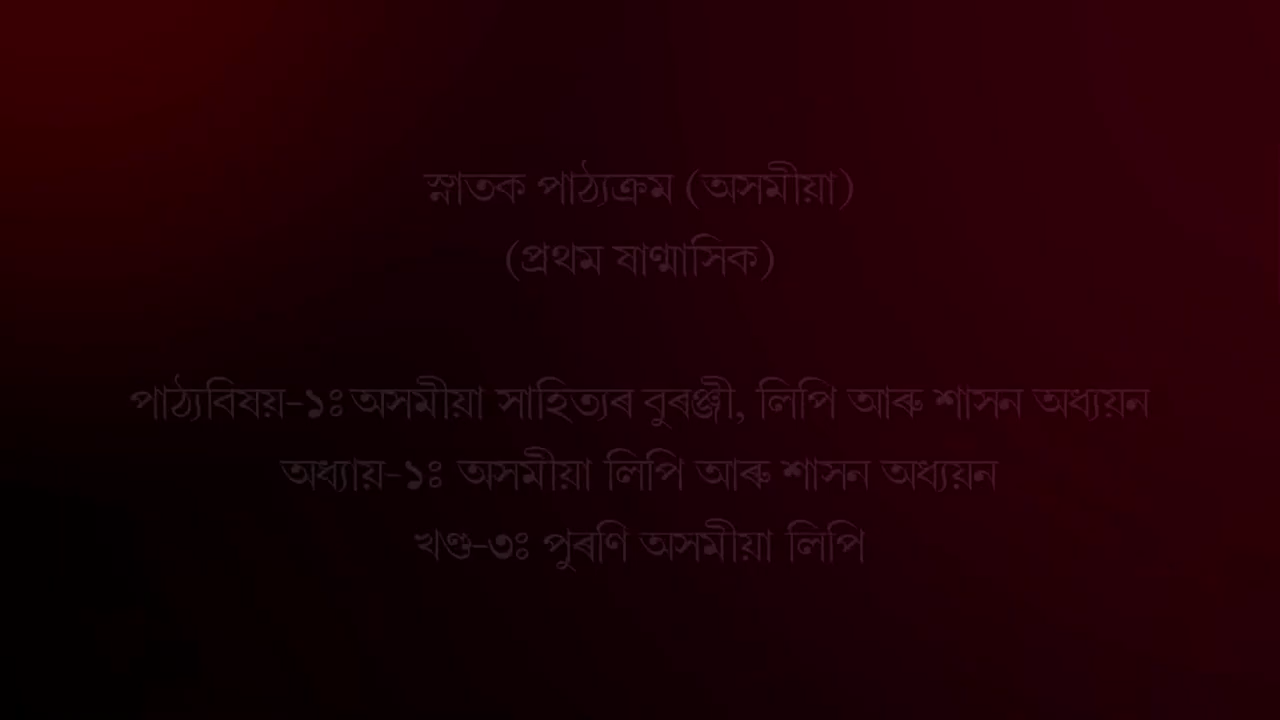 স্নাতক পাঠ্যক্ৰম (অসমীয়া)
(প্ৰথম ষাণ্মাসিক)
পাঠ্যবিষয়-১ঃ অসমীয়া সাহিত্যৰ বুৰঞ্জী, লিপি আৰু শাসন অধ্যয়ন
অধ্যায়-১ঃ অসমীয়া লিপি আৰু শাসন অধ্যয়ন
খণ্ড-৩ঃ পুৰণি অসমীয়া লিপি